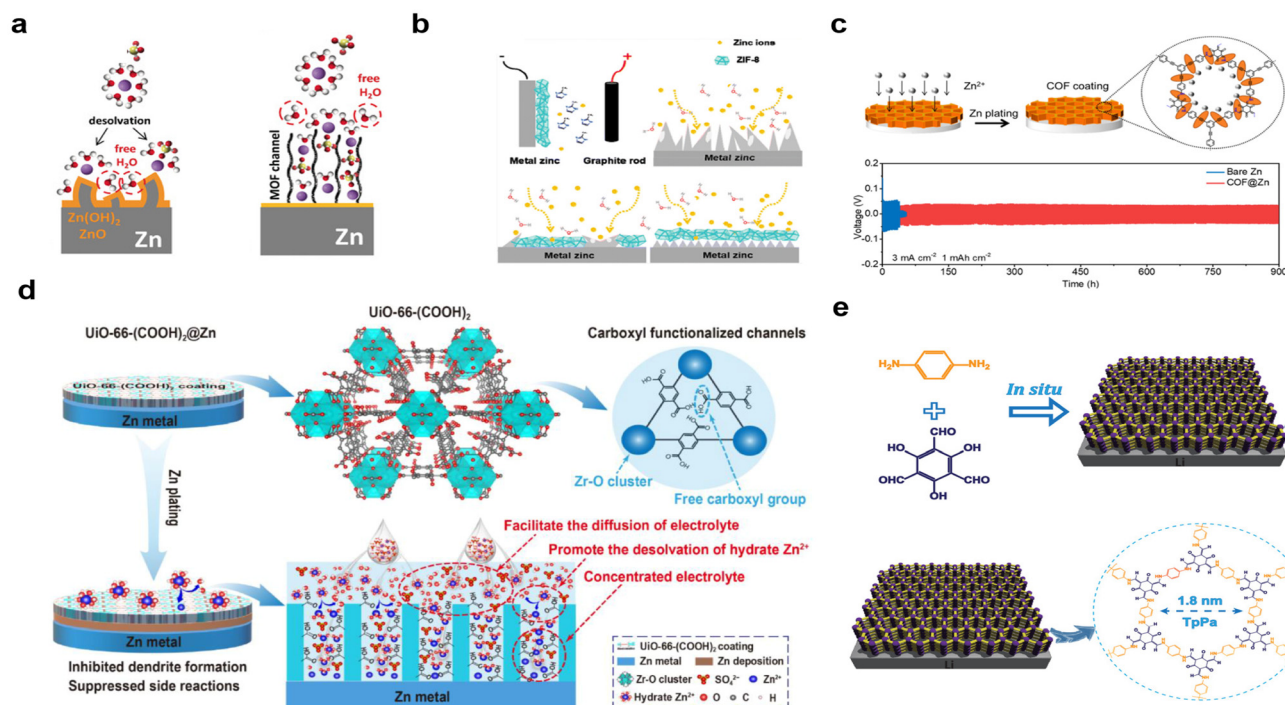 a
desolvation
free
H₂O
Zn(OH)₂
ZnO
Zn
free
H₂O
MOF channel
Zn
b
−
+
Zinc ions
ZIF-8
Metal zinc
Graphite rod
Metal zinc
Metal zinc
Metal zinc
c
Zn²⁺
Zn plating
COF coating
Bare Zn
COF@Zn
Voltage (V)
0.2
0.1
0.0
-0.1
-0.2
3 mA cm⁻² 1 mAh cm⁻²
0
150
300
450
600
750
900
Time (h)
d
UiO-66-(COOH)₂@Zn
UiO-66-(COOH)₂ coating
Zn metal
UiO-66-(COOH)₂
Carboxyl functionalized channels
Zr-O cluster
Free carboxyl group
Zn plating
Zn metal
Inhibited dendrite formation
Suppressed side reactions
Facilitate the diffusion of electrolyte
Promote the desolvation of hydrate Zn²⁺
Concentrated electrolyte
Zn metal
UiO-66-(COOH)₂ coating
Zn metal
Zn deposition
Zr-O cluster
SO₄²⁻
Zn²⁺
Hydrate Zn²⁺
O
C
H
e
H₂N
NH₂
In situ
CHO
HO
OH
OHC
CHO
OH
Li
Li
1.8 nm
TpPa